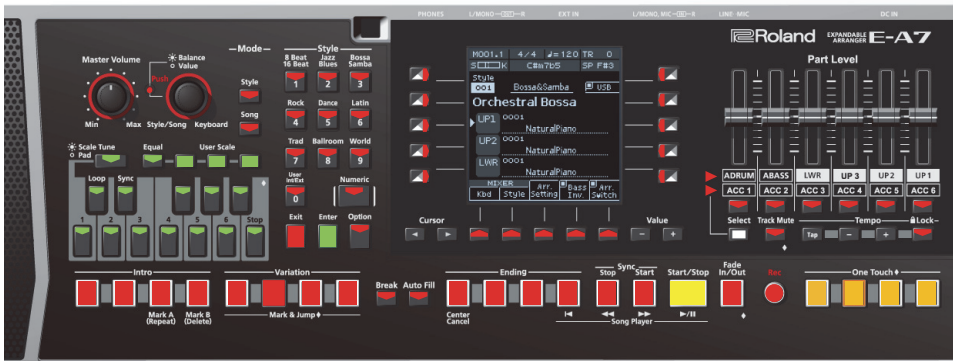 PHONES L/MONO—OUT—R EXT IN L/MONO, MIC—IN—R LINE MIC DC IN
Roland EXPANDABLE ARRANGER E-A7
Master Volume
Min Max
Balance
Value
Push
Style/Song Keyboard
Mode
Style
Song
Style
8 Beat 16 Beat
Jazz Blues
Bossa Samba
1 2 3
Rock Dance Latin
4 5 6
Trad Ballroom World
7 8 9
User Int/Ext
0
Numeric
Exit Enter Option
Scale Tune
Pad
Equal User Scale
Loop Sync
1 2 3 4 5 6 Stop
M001.1 4/4 ♩=120 TR 0
S K C#m7b5 SP F#3
Style
001 Bossa&Samba USB
Orchestral Bossa
UP1 0001
NaturalPiano
UP2 0001
NaturalPiano
LWR 0001
NaturalPiano
MIXER
Kbd Style
Arr. Setting
Bass Inv.
Arr. Switch
Cursor Value
− +
Part Level
ADRUM ABASS LWR UP 3 UP 2 UP 1
ACC 1 ACC 2 ACC 3 ACC 4 ACC 5 ACC 6
Select Track Mute Tempo Lock
Tap − +
Intro
Mark A (Repeat)
Mark B (Delete)
Variation
Mark & Jump
Break Auto Fill
Ending
Center Cancel
Sync
Stop Start
Start/Stop
Song Player
Fade In/Out
Rec
One Touch